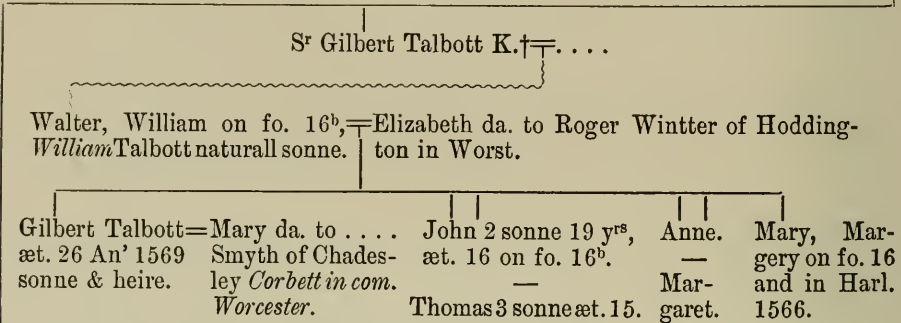 Sʳ Gilbert Talbott K.†=. . . .
Walter, William on fo. 16ᵇ,=Elizabeth da. to Roger Wintter of Hodding-
William Talbott naturall sonne. ton in Worst.
Gilbert Talbott=Mary da. to . . . .
æt. 26 An' 1569 Smyth of Chades-
sonne & heire. ley Corbett in com.
Worcester.
John 2 sonne 19 yʳˢ,
æt. 16 on fo. 16ᵇ.
—
Thomas 3 sonne æt. 15.
Anne.
—
Mar-
garet.
Mary, Mar-
gery on fo. 16
and in Harl.
1566.